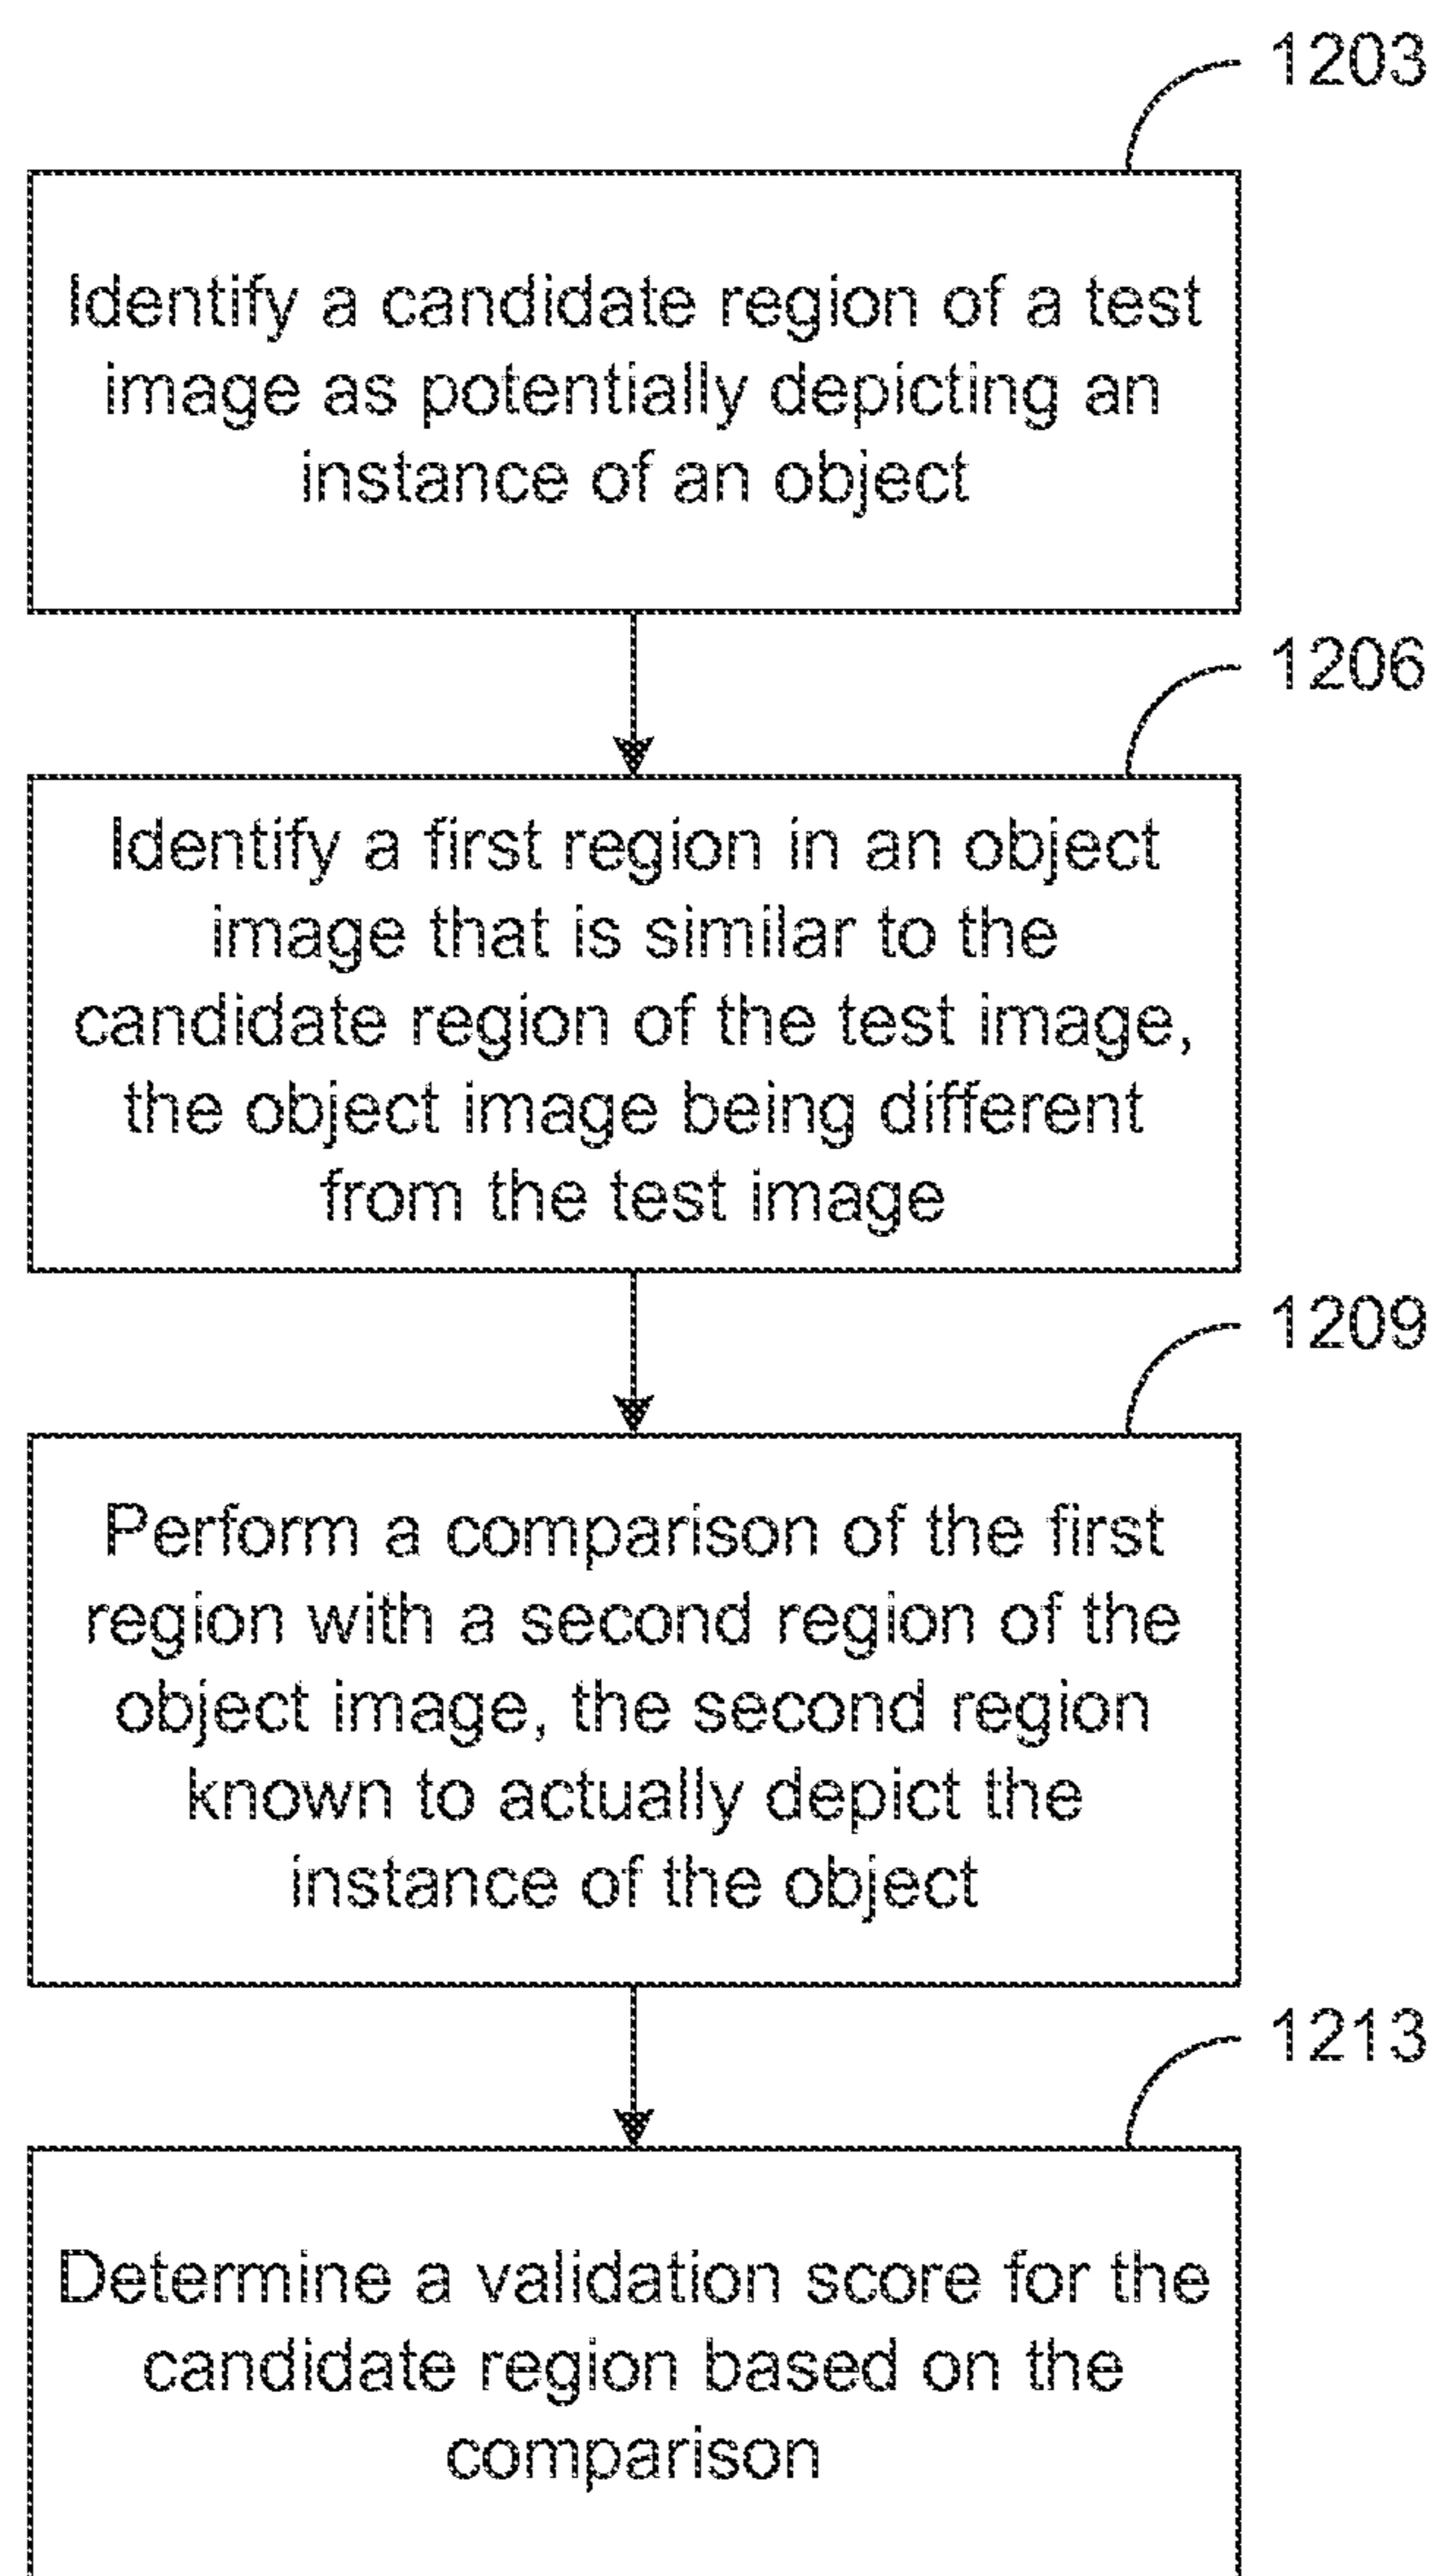 1203
Identify a candidate region of a test
image as potentially depicting an
instance of an object
1206
Identify a first region in an object
image that is similar to the
candidate region of the test image,
the object image being different
from the test image
1209
Perform a comparison of the first
region with a second region of the
object image, the second region
known to actually depict the
instance of the object
1213
Determine a validation score for the
candidate region based on the
comparison